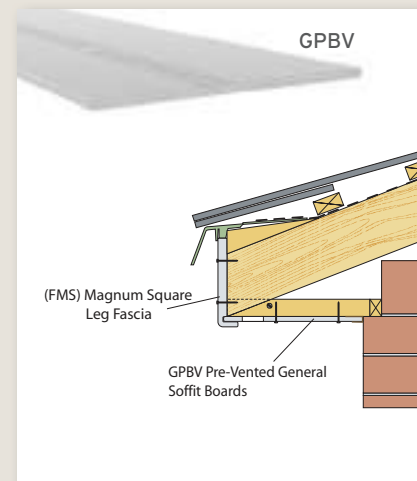 GPBV
(FMS) Magnum Square
Leg Fascia
GPBV Pre-Vented General
Soffit Boards